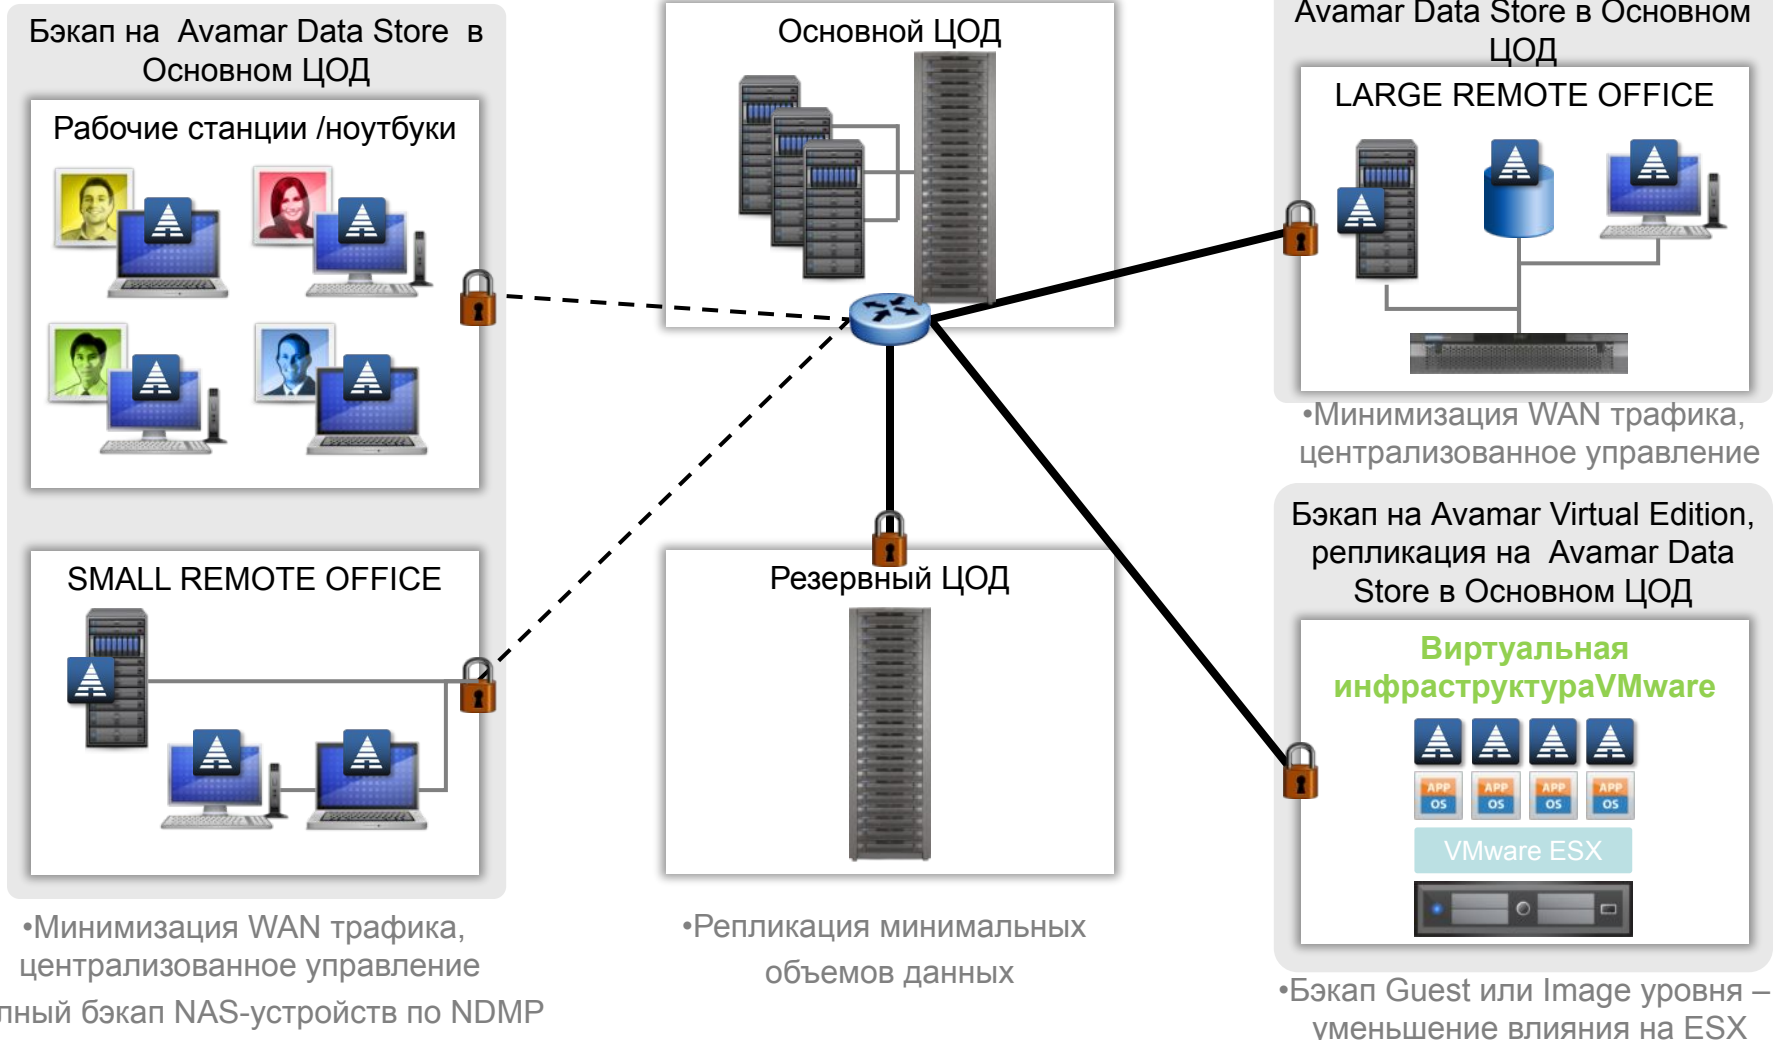 Бэкап на Avamar Data Store в
Основном ЦОД
Рабочие станции /ноутбуки
SMALL REMOTE OFFICE
•Минимизация WAN трафика,
централизованное управление
лный бэкап NAS-устройств по NDMP
Основной ЦОД
Резервный ЦОД
•Репликация минимальных
объемов данных
Avamar Data Store в Основном
ЦОД
LARGE REMOTE OFFICE
•Минимизация WAN трафика,
централизованное управление
Бэкап на Avamar Virtual Edition,
репликация на Avamar Data
Store в Основном ЦОД
Виртуальная
инфраструктураVMware
APP APP APP APP
OS OS OS OS
VMware ESX
•Бэкап Guest или Image уровня –
уменьшение влияния на ESX